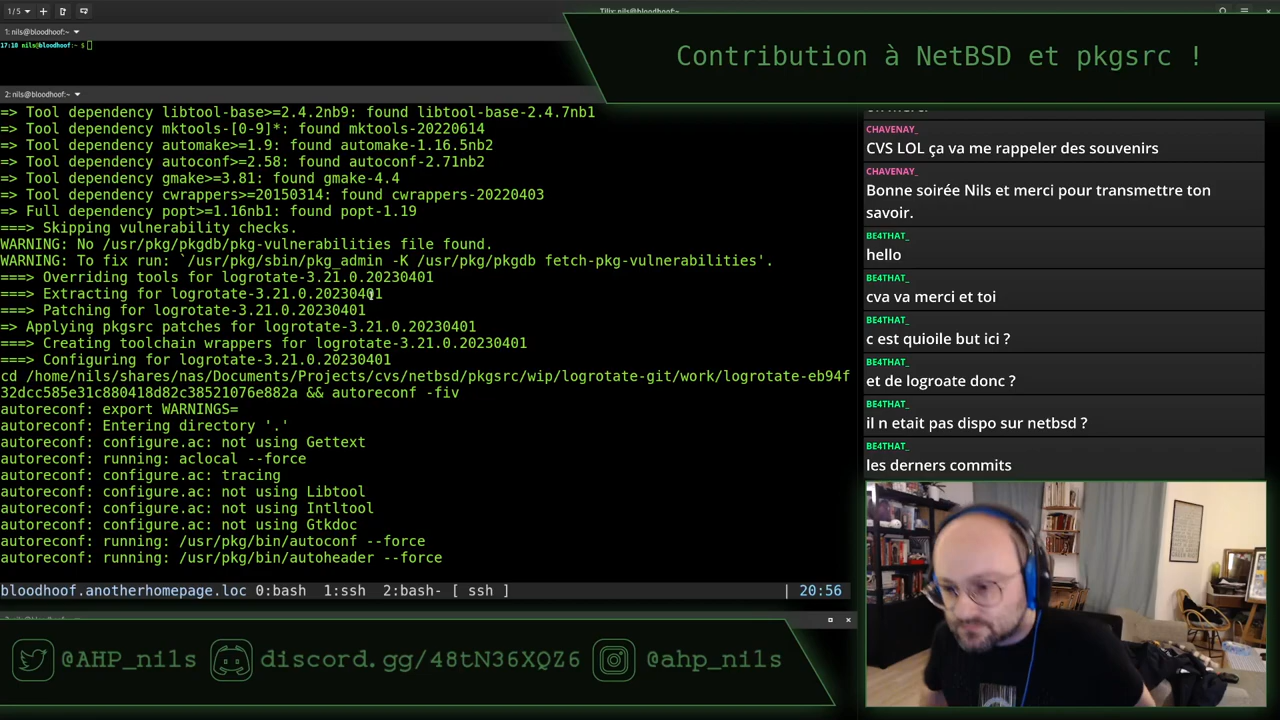 1/5
Tilix: nils@bloodhoof:~
1: nils@bloodhoof:~
17:18 nils@bloodhoof:~ $
Contribution à NetBSD et pkgsrc !
2: nils@bloodhoof:~
=> Tool dependency libtool-base>=2.4.2nb9: found libtool-base-2.4.7nb1
=> Tool dependency mktools-[0-9]*: found mktools-20220614
=> Tool dependency automake>=1.9: found automake-1.16.5nb2
=> Tool dependency autoconf>=2.58: found autoconf-2.71nb2
=> Tool dependency gmake>=3.81: found gmake-4.4
=> Tool dependency cwrappers>=20150314: found cwrappers-20220403
=> Full dependency popt>=1.16nb1: found popt-1.19
===> Skipping vulnerability checks.
WARNING: No /usr/pkg/pkgdb/pkg-vulnerabilities file found.
WARNING: To fix run: `/usr/pkg/sbin/pkg_admin -K /usr/pkg/pkgdb fetch-pkg-vulnerabilities'.
===> Overriding tools for logrotate-3.21.0.20230401
===> Extracting for logrotate-3.21.0.20230401
===> Patching for logrotate-3.21.0.20230401
=> Applying pkgsrc patches for logrotate-3.21.0.20230401
===> Creating toolchain wrappers for logrotate-3.21.0.20230401
===> Configuring for logrotate-3.21.0.20230401
cd /home/nils/shares/nas/Documents/Projects/cvs/netbsd/pkgsrc/wip/logrotate-git/work/logrotate-eb94f
32dcc585e31c880418d82c38521076e882a && autoreconf -fiv
autoreconf: export WARNINGS=
autoreconf: Entering directory '.'
autoreconf: configure.ac: not using Gettext
autoreconf: running: aclocal --force
autoreconf: configure.ac: tracing
autoreconf: configure.ac: not using Libtool
autoreconf: configure.ac: not using Intltool
autoreconf: configure.ac: not using Gtkdoc
autoreconf: running: /usr/pkg/bin/autoconf --force
autoreconf: running: /usr/pkg/bin/autoheader --force
bloodhoof.anotherhomepage.loc 0:bash 1:ssh 2:bash- [ ssh ] | 20:56
CHAVENAY_
CVS LOL ça va me rappeler des souvenirs
CHAVENAY_
Bonne soirée Nils et merci pour transmettre ton
savoir.
BE4THAT_
hello
BE4THAT_
cva va merci et toi
BE4THAT_
c est quioile but ici ?
BE4THAT_
et de logroate donc ?
BE4THAT_
il n etait pas dispo sur netbsd ?
BE4THAT_
les derners commits
@AHP_nils
discord.gg/48tN36XQZ6
@ahp_nils